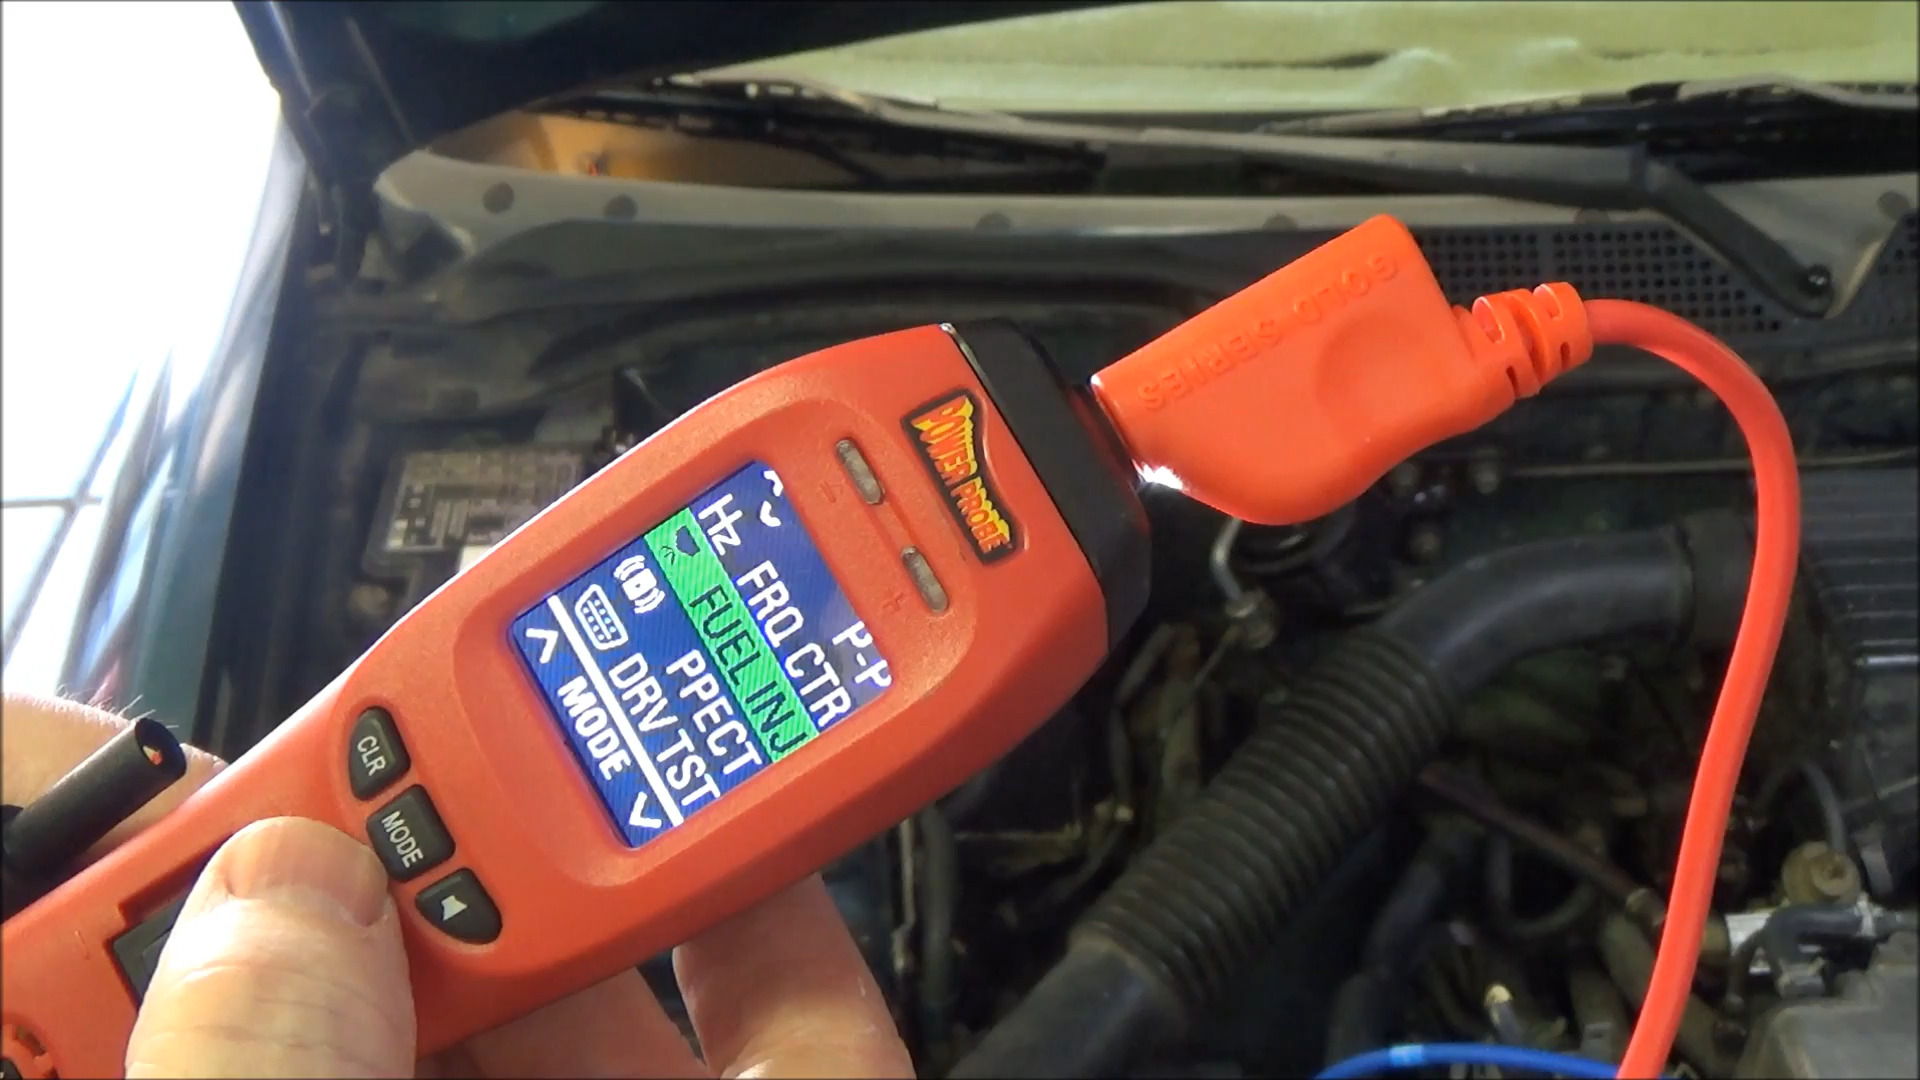 GOLD SERIES
POWER PROBE
P-P
Hz FRQ CTR
FUEL INJ
PPECT
DRV TST
MODE
CLR
MODE